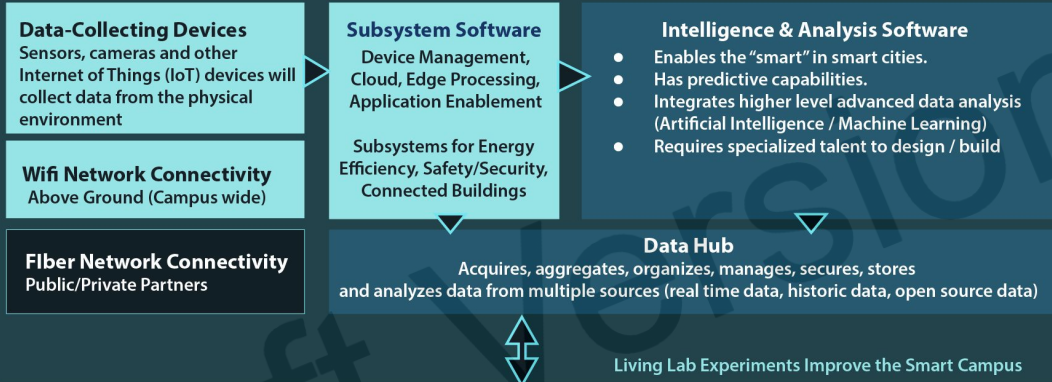 Data-Collecting Devices
Sensors, cameras and other
Internet of Things (IoT) devices will
collect data from the physical
environment
Wifi Network Connectivity
Above Ground (Campus wide)
FIber Network Connectivity
Public/Private Partners
Subsystem Software
Device Management,
Cloud, Edge Processing,
Application Enablement
Subsystems for Energy
Efficiency, Safety/Security,
Connected Buildings
Intelligence & Analysis Software
● Enables the “smart” in smart cities.
● Has predictive capabilities.
● Integrates higher level advanced data analysis
(Artificial Intelligence / Machine Learning)
● Requires specialized talent to design / build
Data Hub
Acquires, aggregates, organizes, manages, secures, stores
and analyzes data from multiple sources (real time data, historic data, open source data)
Living Lab Experiments Improve the Smart Campus
ft Version